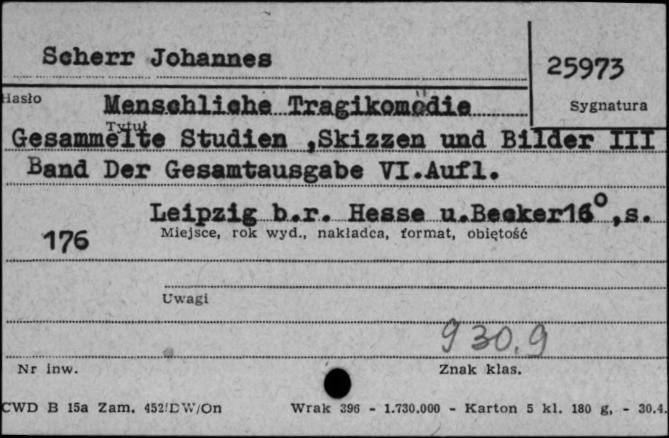 Scherr Johannes
25973
Hasło
Menschliche Tragikomödie
Sygnatura
Tytuł
Gesammelte Studien ,Skizzen und Bilder III
Band Der Gesamtausgabe VI.Aufl.
Leipzig b.r. Hesse u.Becker16°,s.
176
Miejsce, rok wyd., nakładca, format, objętość
Uwagi
930.9
Nr inw.
Znak klas.
CWD B 15a Zam. 452/DW/On Wrak 396 - 1.730.000 - Karton 5 kl. 180 g, - 30.4.